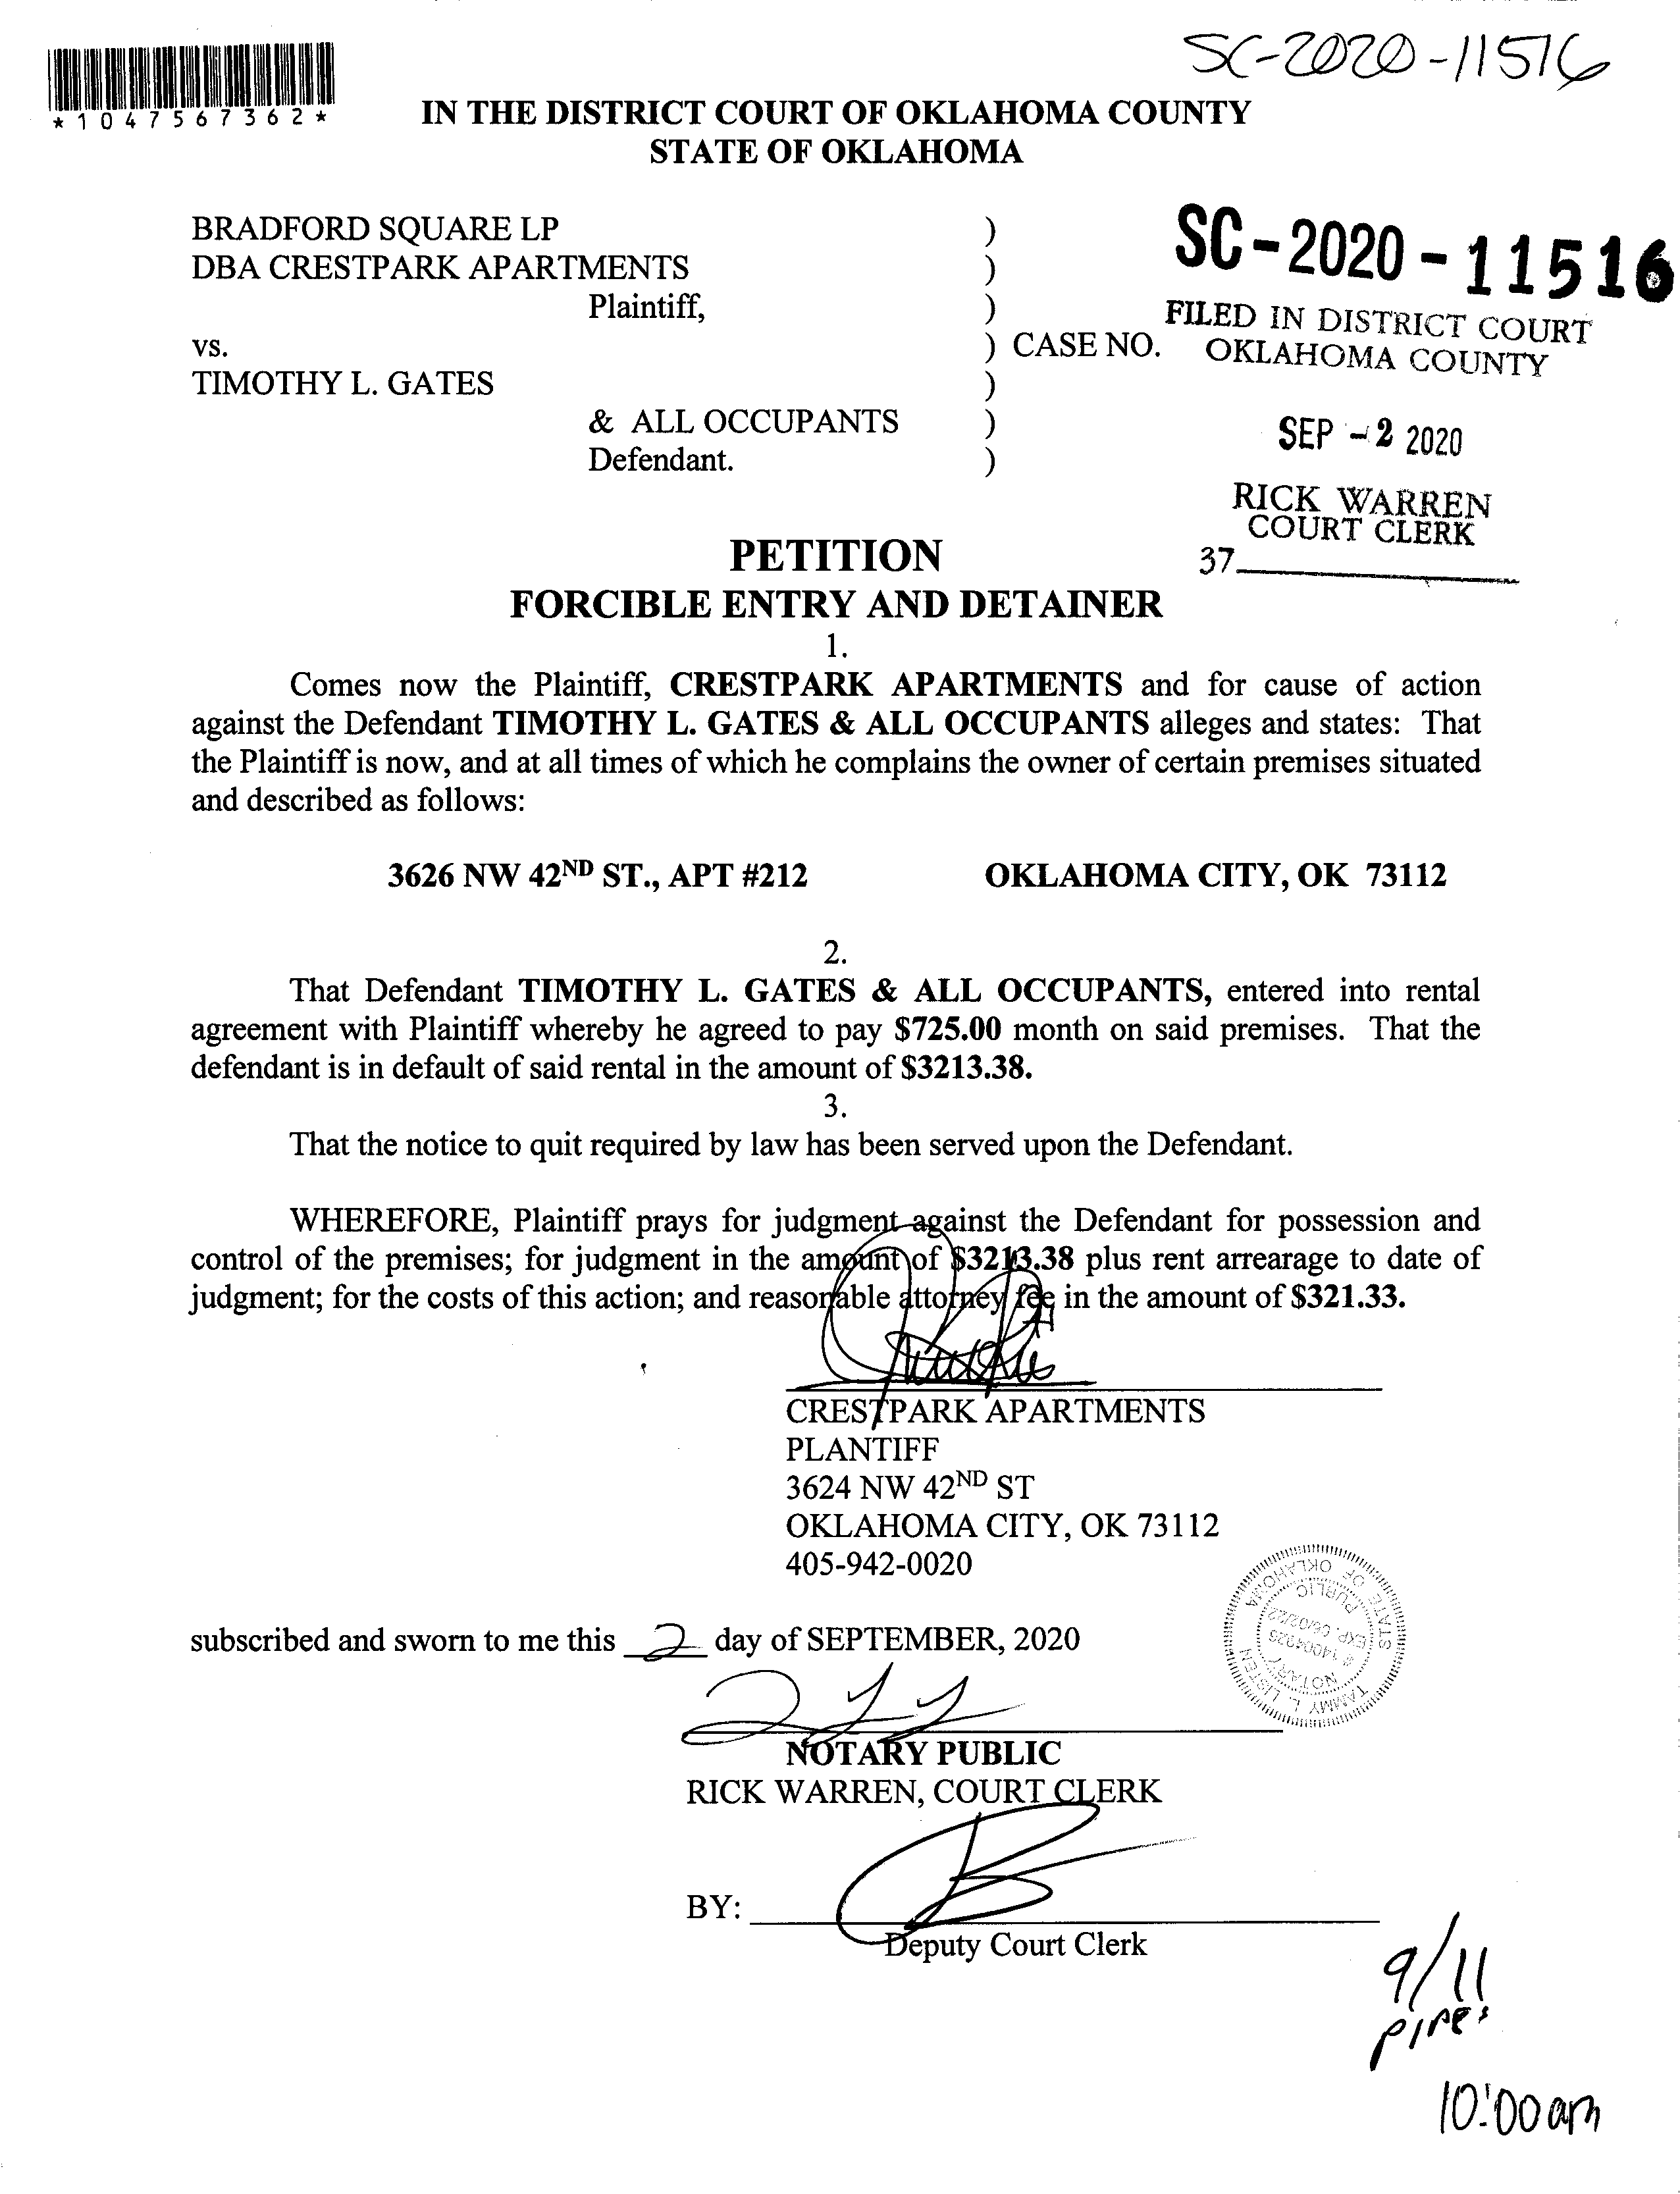 SC-2020-11516
*1047567362*
IN THE DISTRICT COURT OF OKLAHOMA COUNTY
STATE OF OKLAHOMA
BRADFORD SQUARE LP )
DBA CRESTPARK APARTMENTS )
Plaintiff, )
vs. ) CASE NO.
TIMOTHY L. GATES )
& ALL OCCUPANTS )
Defendant. )
SC-2020-11516
FILED IN DISTRICT COURT
OKLAHOMA COUNTY
SEP -2 2020
RICK WARREN
COURT CLERK
37
PETITION
FORCIBLE ENTRY AND DETAINER
1.
Comes now the Plaintiff, CRESTPARK APARTMENTS and for cause of action
against the Defendant TIMOTHY L. GATES & ALL OCCUPANTS alleges and states: That
the Plaintiff is now, and at all times of which he complains the owner of certain premises situated
and described as follows:
3626 NW 42ND ST., APT #212 OKLAHOMA CITY, OK 73112
2.
That Defendant TIMOTHY L. GATES & ALL OCCUPANTS, entered into rental
agreement with Plaintiff whereby he agreed to pay $725.00 month on said premises. That the
defendant is in default of said rental in the amount of $3213.38.
3.
That the notice to quit required by law has been served upon the Defendant.
WHEREFORE, Plaintiff prays for judgment against the Defendant for possession and
control of the premises; for judgment in the amount of $3213.38 plus rent arrearage to date of
judgment; for the costs of this action; and reasonable attorney fee in the amount of $321.33.
CRESTPARK APARTMENTS
PLANTIFF
3624 NW 42ND ST
OKLAHOMA CITY, OK 73112
405-942-0020
TAMMY L. LISTEN
STATE OF OKLAHOMA
NOTARY
# 14004926
EXP. 06/02/22
PUBLIC
subscribed and sworn to me this 2 day of SEPTEMBER, 2020
NOTARY PUBLIC
RICK WARREN, COURT CLERK
BY:
Deputy Court Clerk
9/11
10:00am